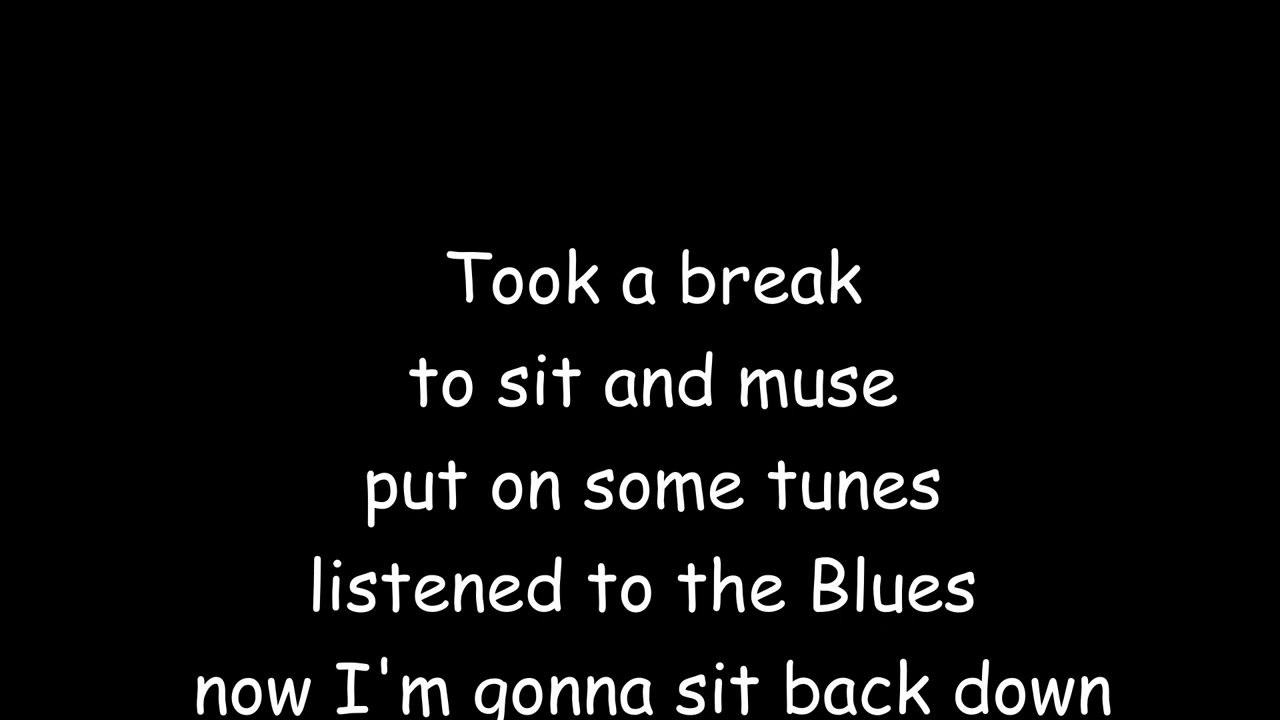 Took a break
to sit and muse
put on some tunes
listened to the Blues
now I'm gonna sit back down